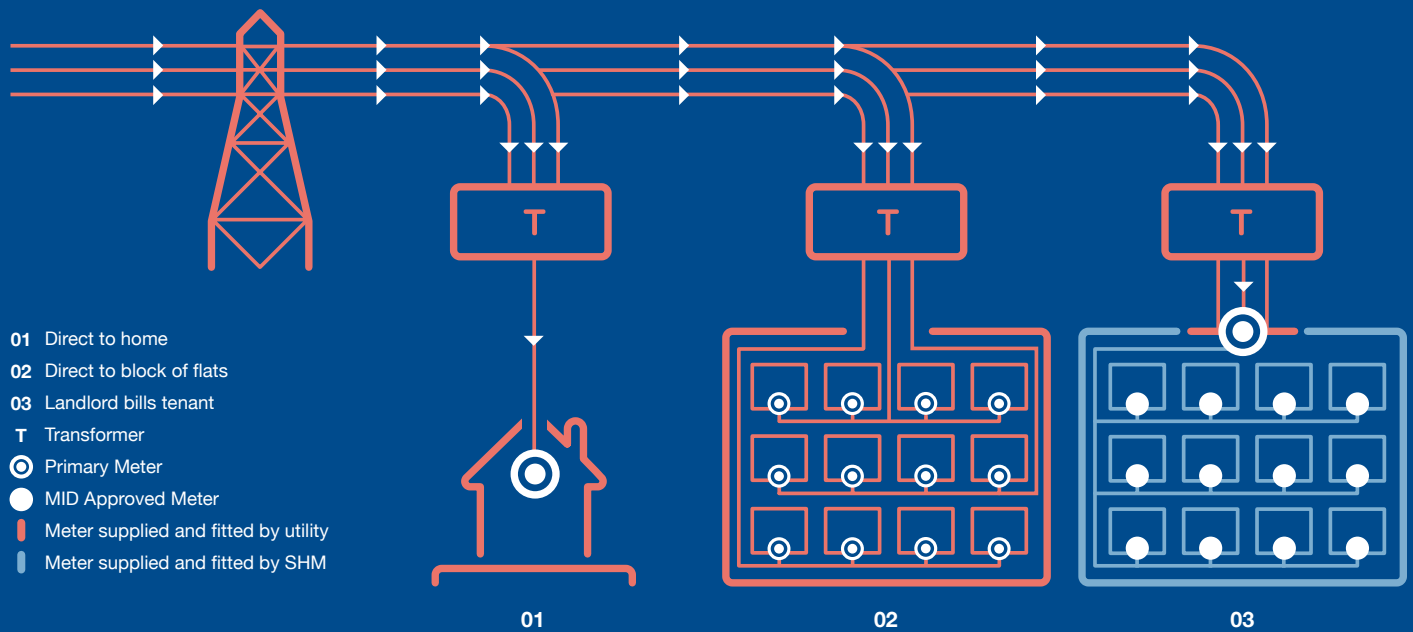 T T T
01 Direct to home
02 Direct to block of flats
03 Landlord bills tenant
T Transformer
Primary Meter
MID Approved Meter
Meter supplied and fitted by utility
Meter supplied and fitted by SHM
01 02 03